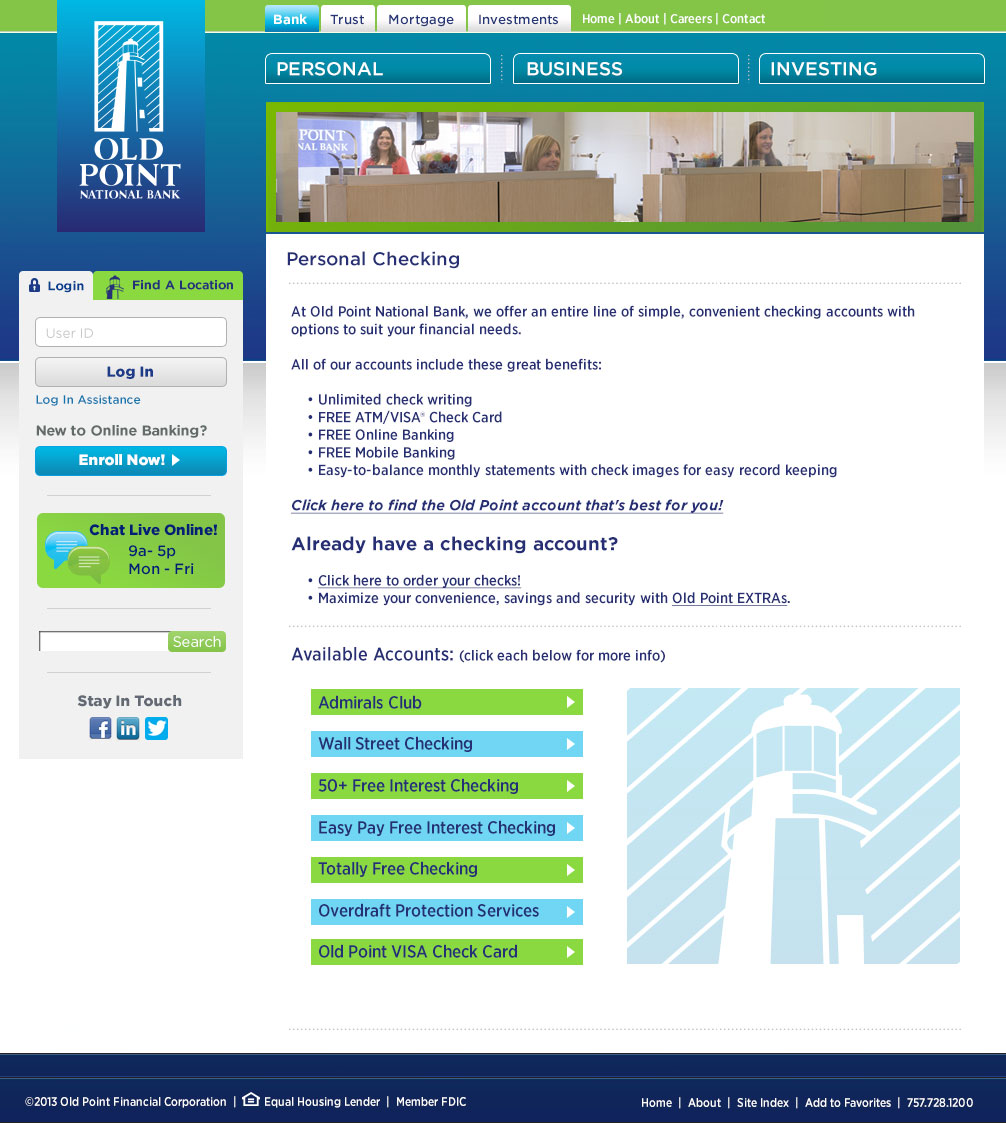 Bank Trust Mortgage Investments Home | About | Careers | Contact
PERSONAL BUSINESS INVESTING
OLD
POINT
NATIONAL BANK
POINT
NAL BANK
Personal Checking
Login Find A Location
User ID
Log In
Log In Assistance
New to Online Banking?
Enroll Now!
Chat Live Online!
9a- 5p
Mon - Fri
Search
Stay In Touch
f in
At Old Point National Bank, we offer an entire line of simple, convenient checking accounts with
options to suit your financial needs.
All of our accounts include these great benefits:
• Unlimited check writing
• FREE ATM/VISA® Check Card
• FREE Online Banking
• FREE Mobile Banking
• Easy-to-balance monthly statements with check images for easy record keeping
Click here to find the Old Point account that's best for you!
Already have a checking account?
• Click here to order your checks!
• Maximize your convenience, savings and security with Old Point EXTRAs.
Available Accounts: (click each below for more info)
Admirals Club
Wall Street Checking
50+ Free Interest Checking
Easy Pay Free Interest Checking
Totally Free Checking
Overdraft Protection Services
Old Point VISA Check Card
©2013 Old Point Financial Corporation | Equal Housing Lender | Member FDIC
Home | About | Site Index | Add to Favorites | 757.728.1200